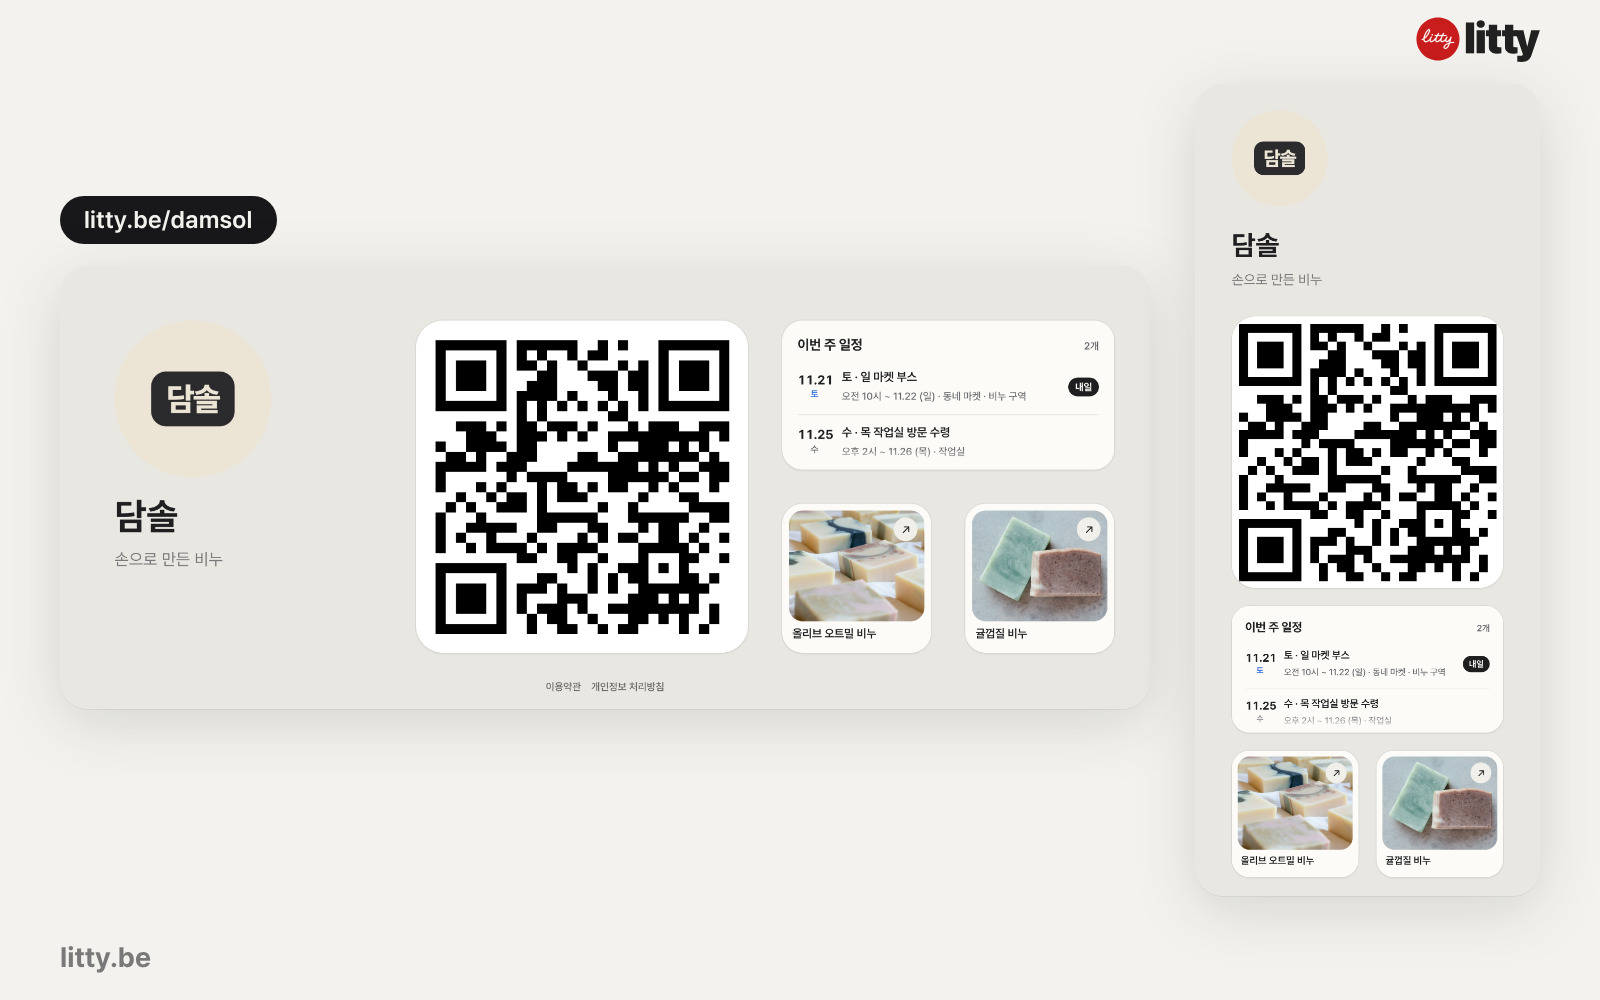 litty litty
litty.be/damsol
담솔
담솔
손으로 만든 비누
이번 주 일정 2개
11.21 토 · 일 마켓 부스 내일
토 오전 10시 ~ 11.22 (일) · 동네 마켓 · 비누 구역
11.25 수 · 목 작업실 방문 수령
수 오후 2시 ~ 11.26 (목) · 작업실
올리브 오트밀 비누
귤껍질 비누
이용약관 개인정보 처리방침
담솔
담솔
손으로 만든 비누
이번 주 일정 2개
11.21 토 · 일 마켓 부스 내일
토 오전 10시 ~ 11.22 (일) · 동네 마켓 · 비누 구역
11.25 수 · 목 작업실 방문 수령
수 오후 2시 ~ 11.26 (목) · 작업실
올리브 오트밀 비누
귤껍질 비누
litty.be